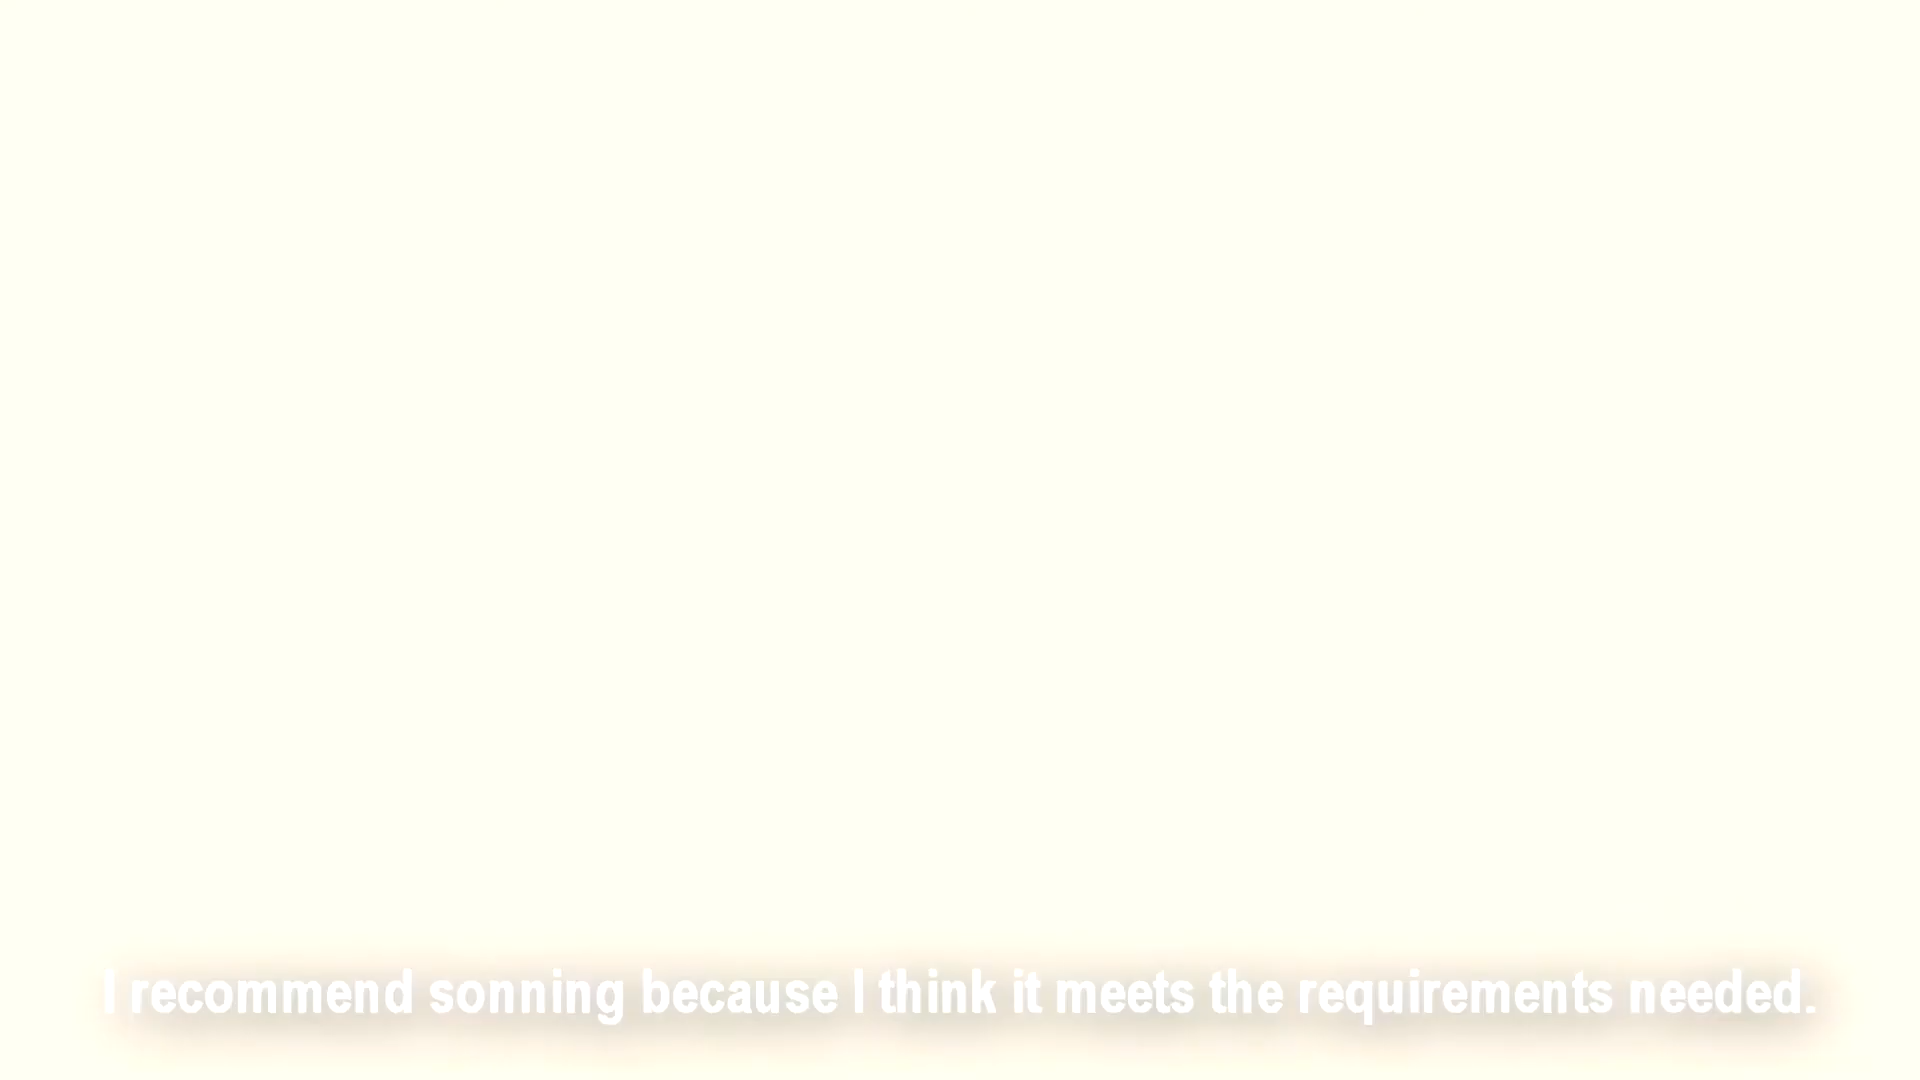 I recommend sonning because I think it meets the requirements needed.